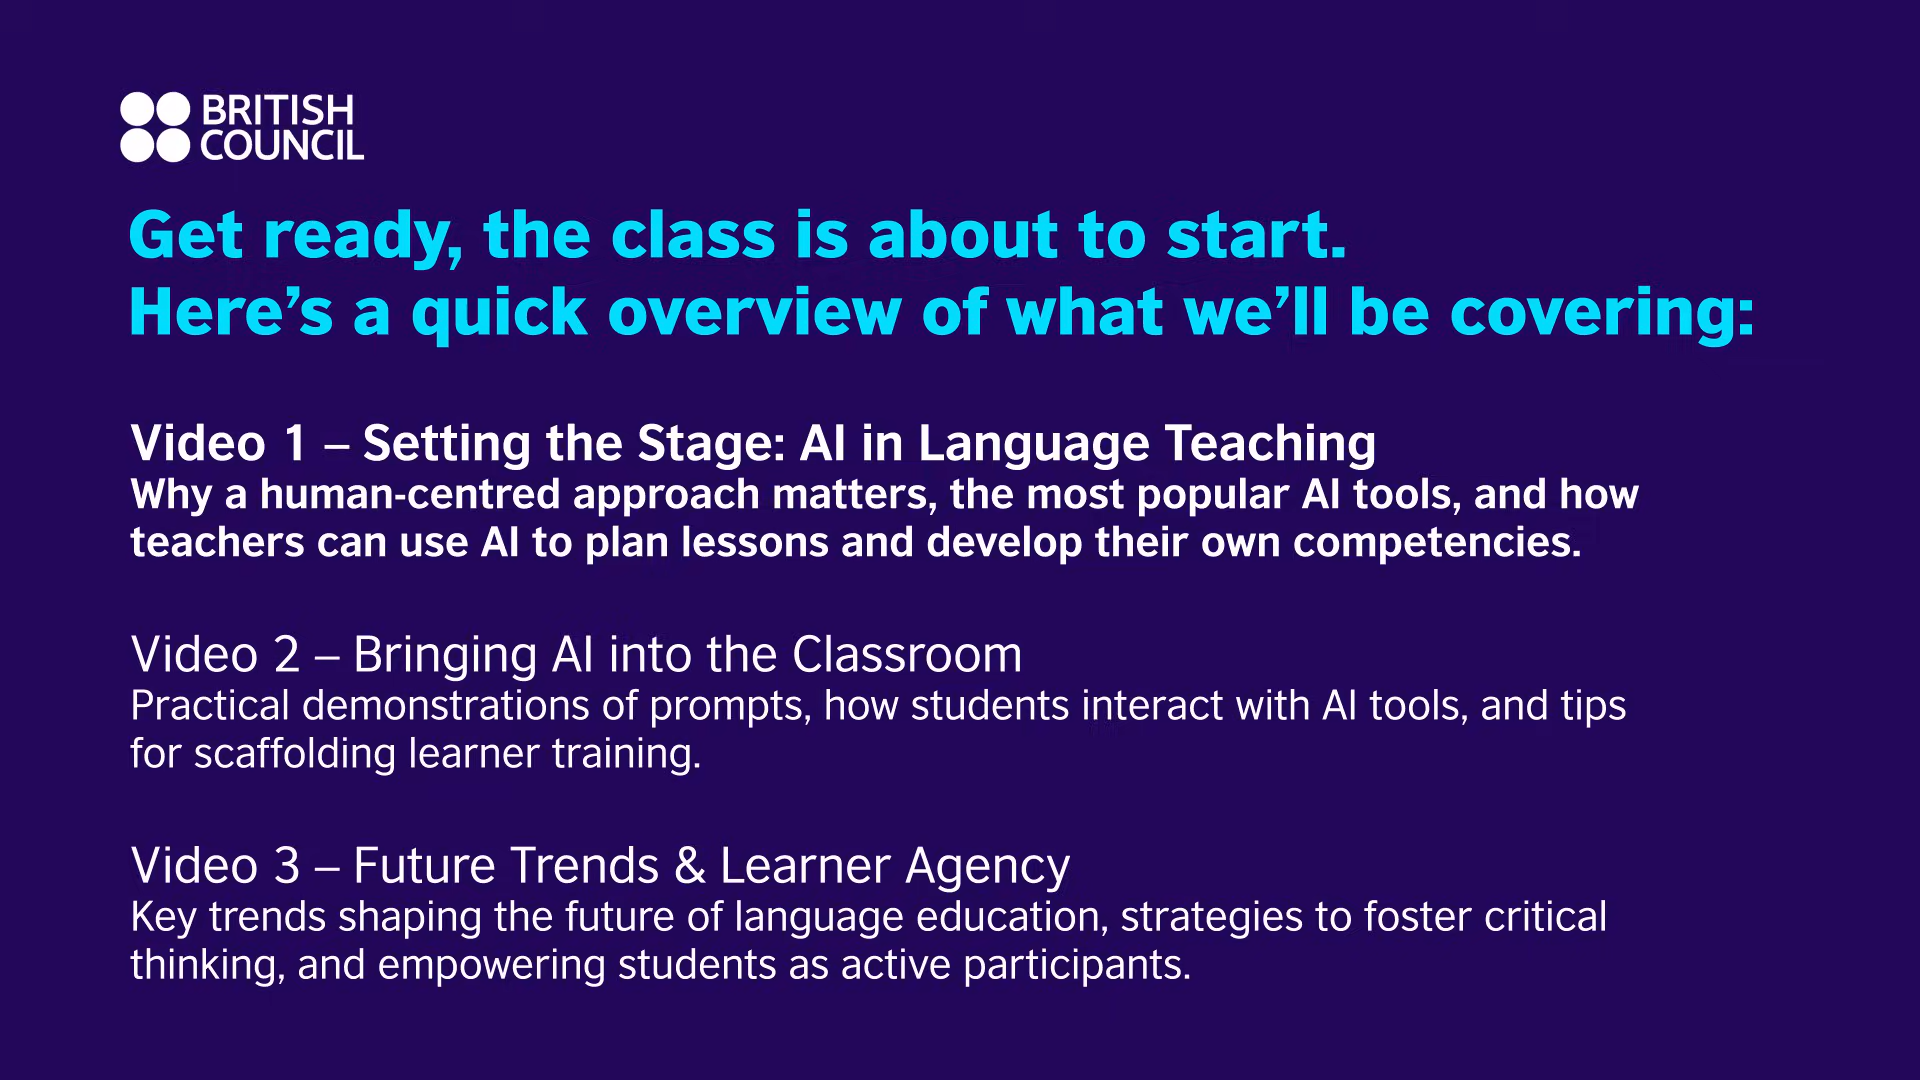 BRITISH
COUNCIL
Get ready, the class is about to start.
Here’s a quick overview of what we’ll be covering:
Video 1 – Setting the Stage: AI in Language Teaching
Why a human-centred approach matters, the most popular AI tools, and how
teachers can use AI to plan lessons and develop their own competencies.
Video 2 – Bringing AI into the Classroom
Practical demonstrations of prompts, how students interact with AI tools, and tips
for scaffolding learner training.
Video 3 – Future Trends & Learner Agency
Key trends shaping the future of language education, strategies to foster critical
thinking, and empowering students as active participants.